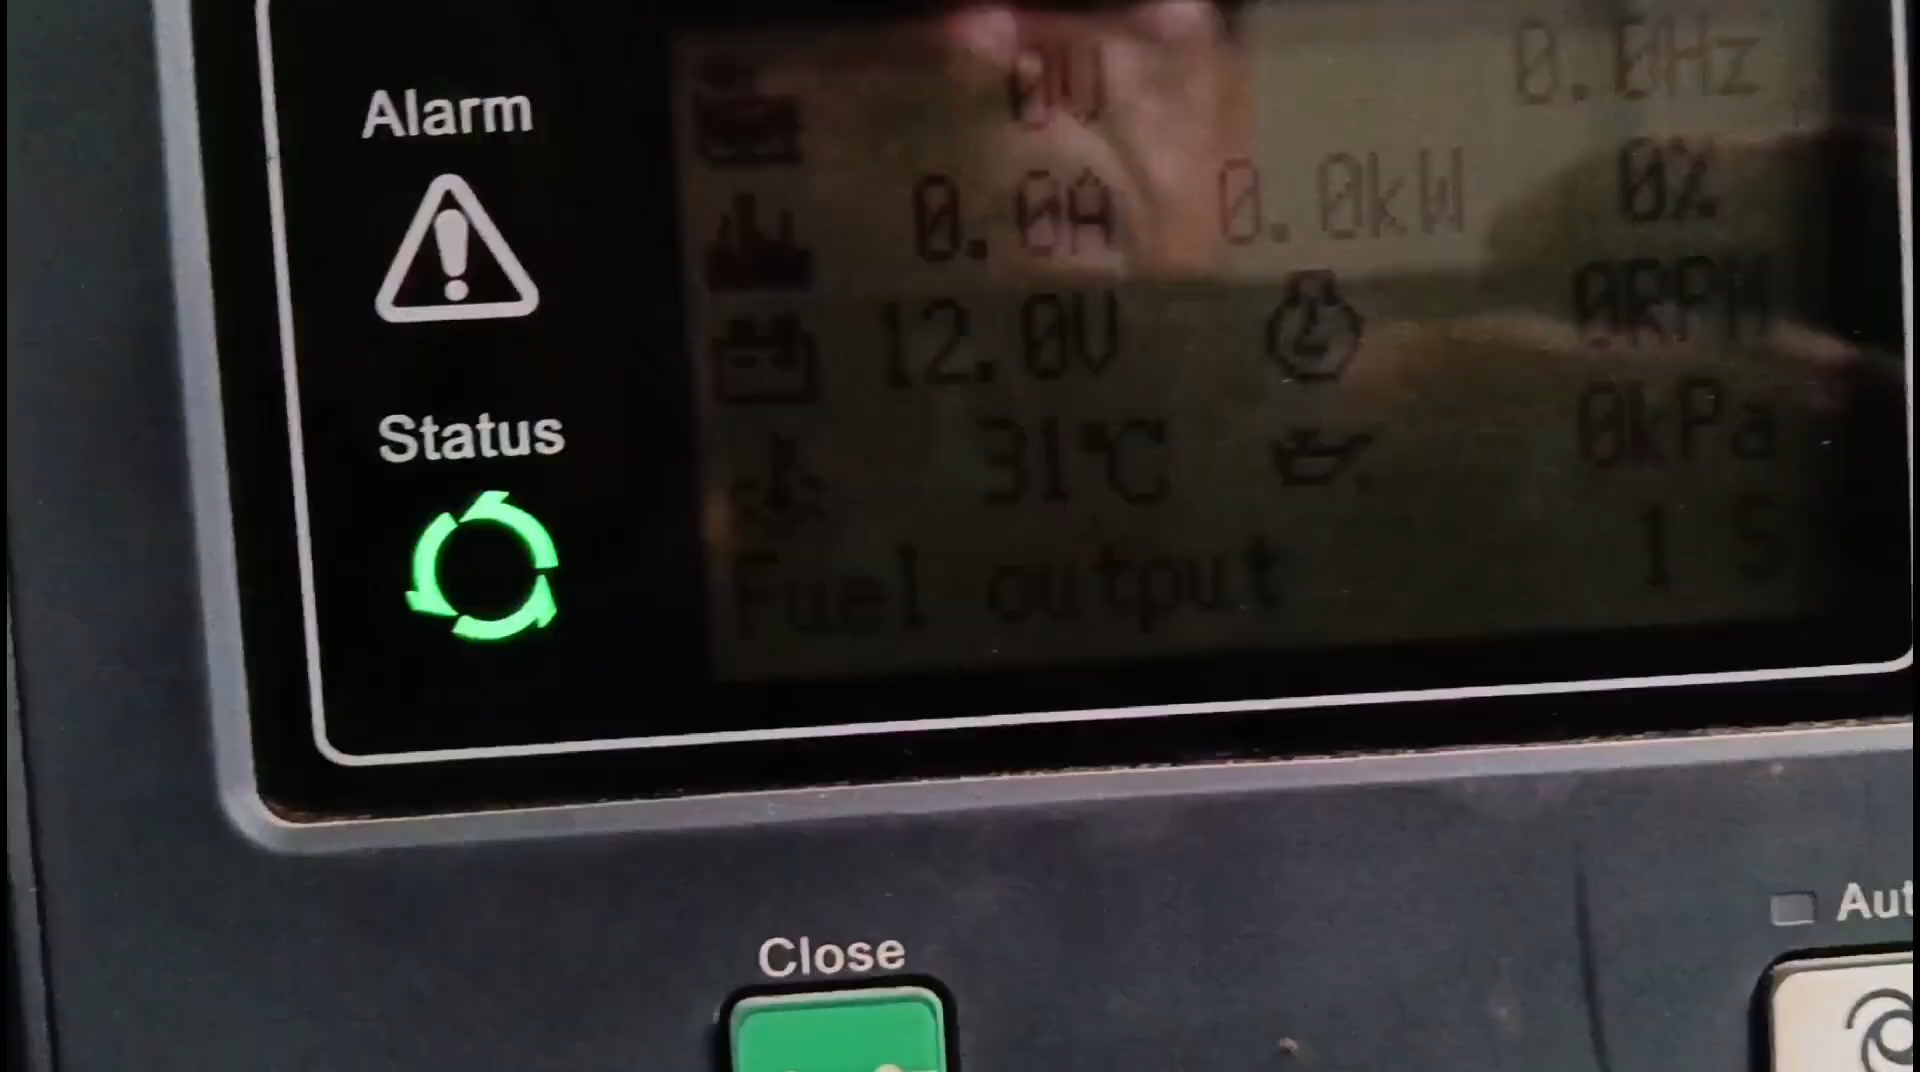 Alarm
0V 0.0Hz
0.0A 0.0kW 0%
12.0V 0RPM
Status
31℃ 0kPa
Fuel output 1 S
Close
Aut